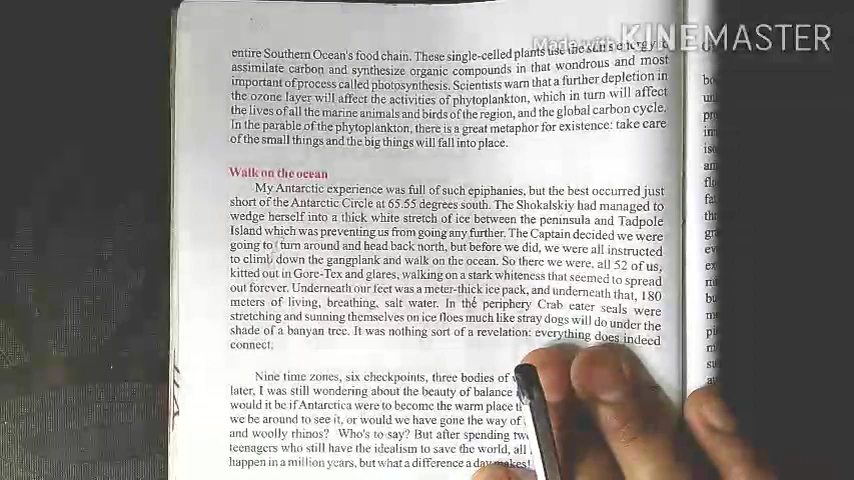 Made with KINEMASTER
entire Southern Ocean's food chain. These single-celled plants use the sun's energy to
assimilate carbon and synthesize organic compounds in that wondrous and most
important of process called photosynthesis. Scientists warn that a further depletion in
the ozone layer will affect the activities of phytoplankton, which in turn will affect
the lives of all the marine animals and birds of the region, and the global carbon cycle.
In the parable of the phytoplankton, there is a great metaphor for existence: take care
of the small things and the big things will fall into place.
Walk on the ocean
My Antarctic experience was full of such epiphanies, but the best occurred just
short of the Antarctic Circle at 65.55 degrees south. The Shokalskiy had managed to
wedge herself into a thick white stretch of ice between the peninsula and Tadpole
Island which was preventing us from going any further. The Captain decided we were
going to turn around and head back north, but before we did, we were all instructed
to climb down the gangplank and walk on the ocean. So there we were, all 52 of us,
kitted out in Gore-Tex and glares, walking on a stark whiteness that seemed to spread
out forever. Underneath our feet was a meter-thick ice pack, and underneath that, 180
meters of living, breathing, salt water. In the periphery Crab eater seals were
stretching and sunning themselves on ice floes much like stray dogs will do under the
shade of a banyan tree. It was nothing sort of a revelation: everything does indeed
connect.
Nine time zones, six checkpoints, three bodies of
later, I was still wondering about the beauty of balance
would it be if Antarctica were to become the warm place
we be around to see it, or would we have gone the way of
and woolly rhinos? Who's to say? But after spending
teenagers who still have the idealism to save the world, all
happen in a million years, but what a difference a day makes!